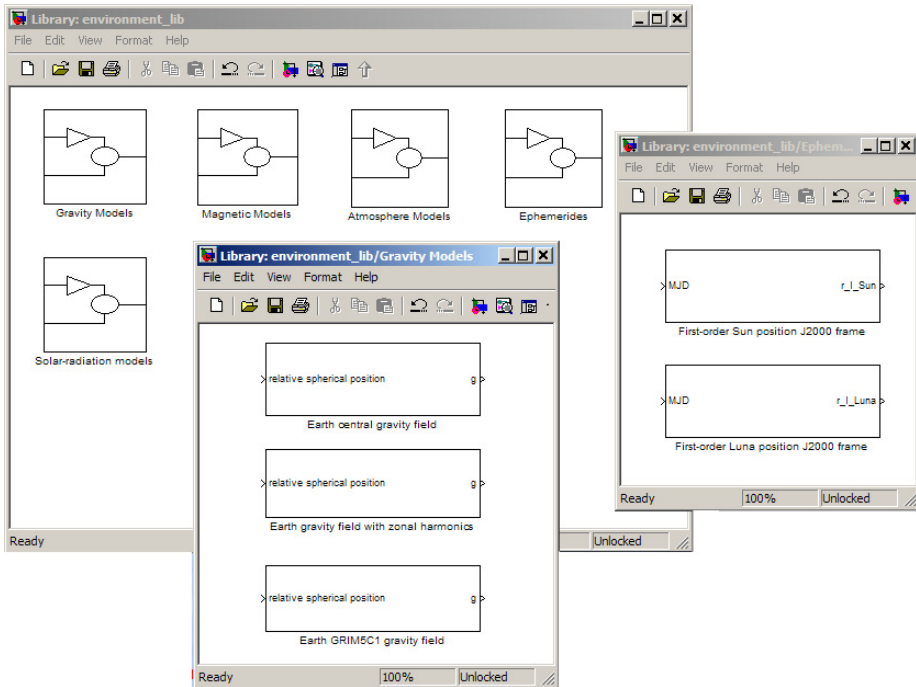 Library: environment_lib
File Edit View Format Help
Gravity Models
Magnetic Models
Atmosphere Models
Ephemerides
Solar-radiation models
Ready
Unlocked
Library: environment_lib/Gravity Models
File Edit View Format Help
relative spherical position g
Earth central gravity field
relative spherical position g
Earth gravity field with zonal harmonics
relative spherical position g
Earth GRIM5C1 gravity field
Ready 100% Unlocked
Library: environment_lib/Ephem...
File Edit View Format Help
MJD r_I_Sun
First-order Sun position J2000 frame
MJD r_I_Luna
First-order Luna position J2000 frame
Ready 100% Unlocked